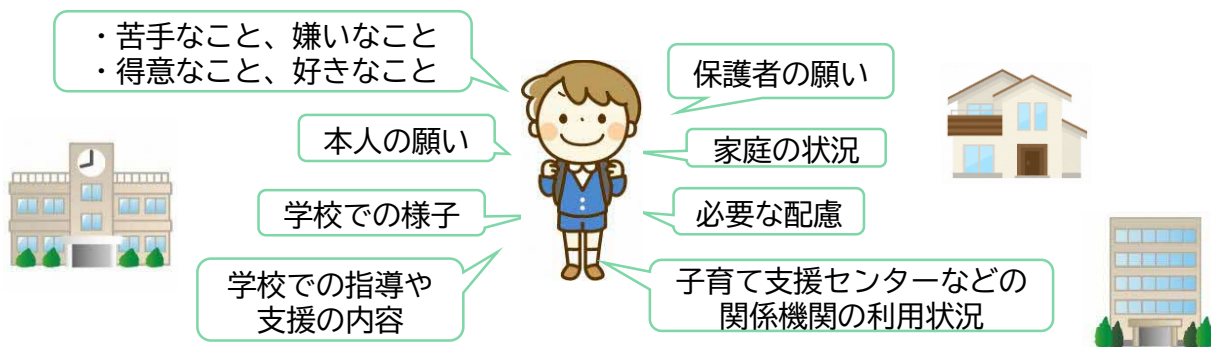 ・苦手なこと、嫌いなこと
・得意なこと、好きなこと
保護者の願い
本人の願い
家庭の状況
学校での様子
必要な配慮
学校での指導や
支援の内容
子育て支援センターなどの
関係機関の利用状況